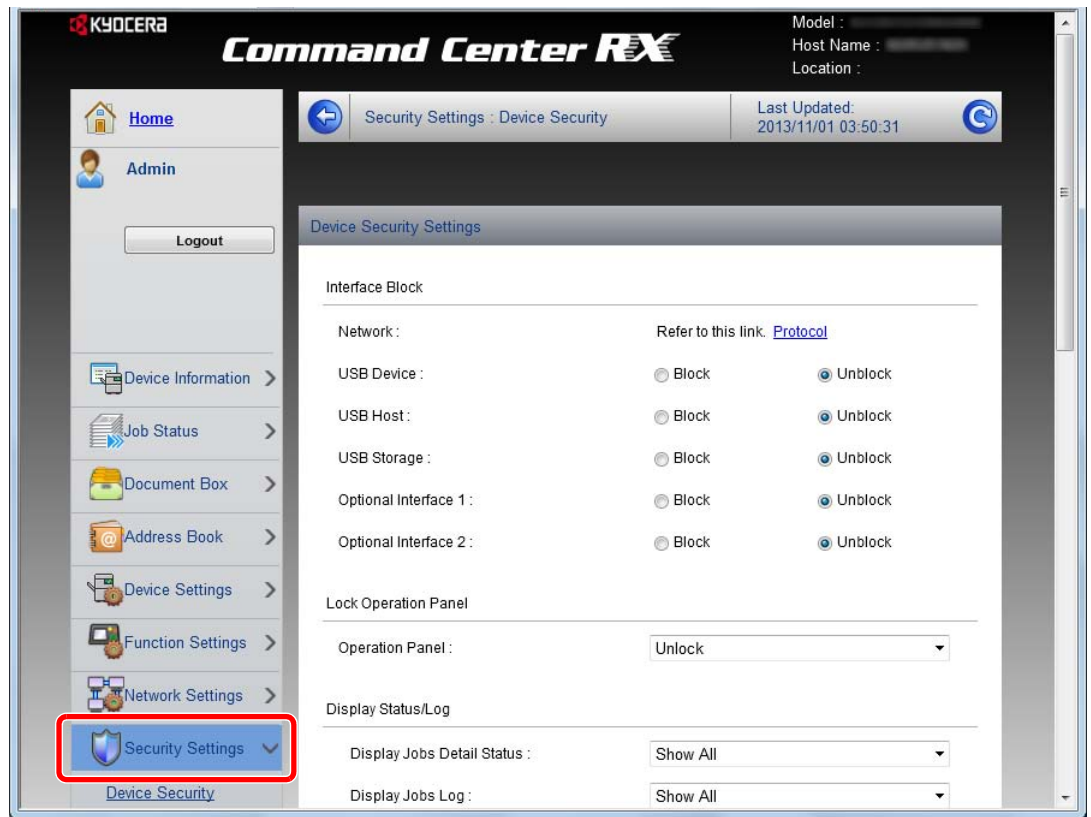 KYOCERA
Command Center RX
Model :
Host Name :
Location :
Home
Security Settings : Device Security
Last Updated:
2013/11/01 03:50:31
Admin
Logout
Device Security Settings
Interface Block
Network : Refer to this link. Protocol
USB Device : Block Unblock
USB Host : Block Unblock
USB Storage : Block Unblock
Optional Interface 1 : Block Unblock
Optional Interface 2 : Block Unblock
Lock Operation Panel
Operation Panel : Unlock
Display Status/Log
Display Jobs Detail Status : Show All
Display Jobs Log : Show All
Device Information
Job Status
Document Box
Address Book
Device Settings
Function Settings
Network Settings
Security Settings
Device Security